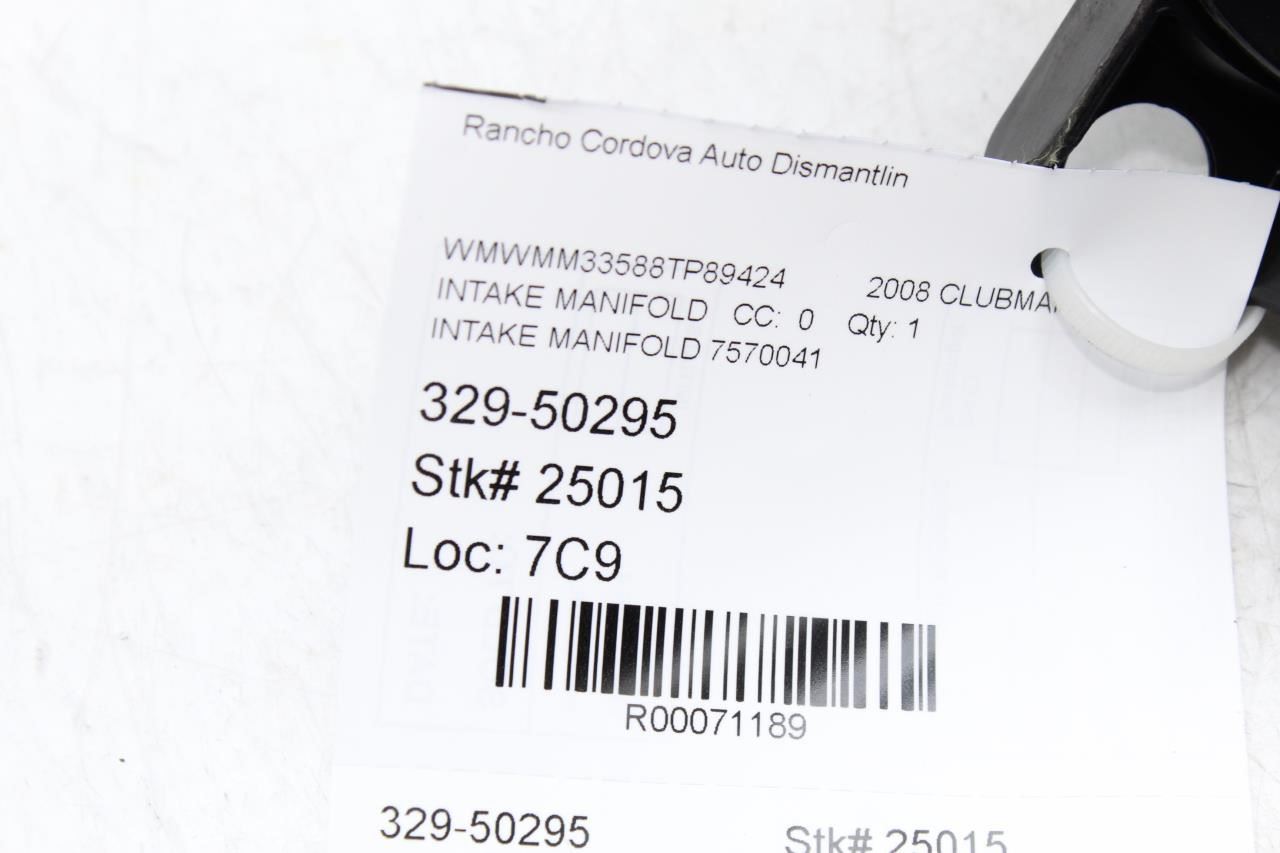 Rancho Cordova Auto Dismantlin
WMWMM33588TP89424 2008
INTAKE MANIFOLD CC: 0 Qty: 1
INTAKE MANIFOLD 7570041
329-50295
Stk# 25015
Loc: 7C9
R00071189
329-50295 Stk# 25015